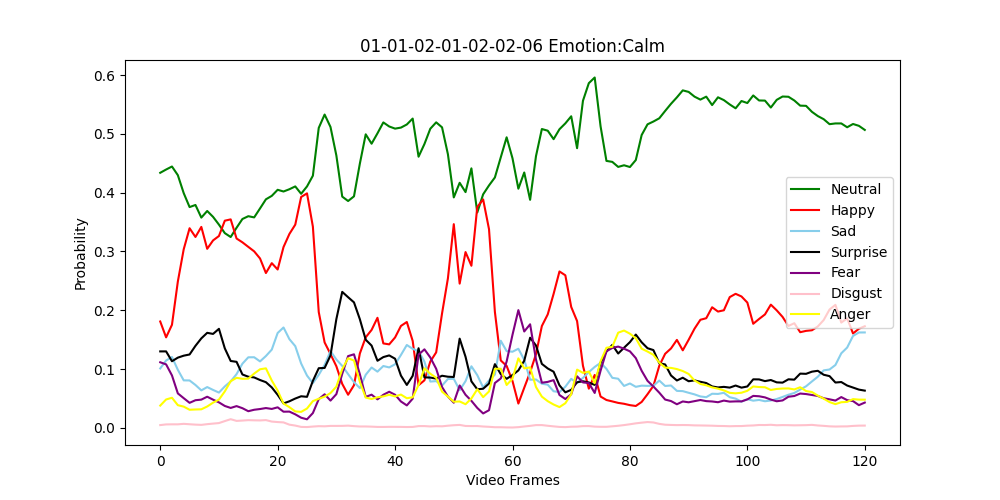 01-01-02-01-02-02-06 Emotion:Calm
0.6
0.5
0.4
0.3
0.2
0.1
0.0
Probability
Neutral
Happy
Sad
Surprise
Fear
Disgust
Anger
0 20 40 60 80 100 120
Video Frames